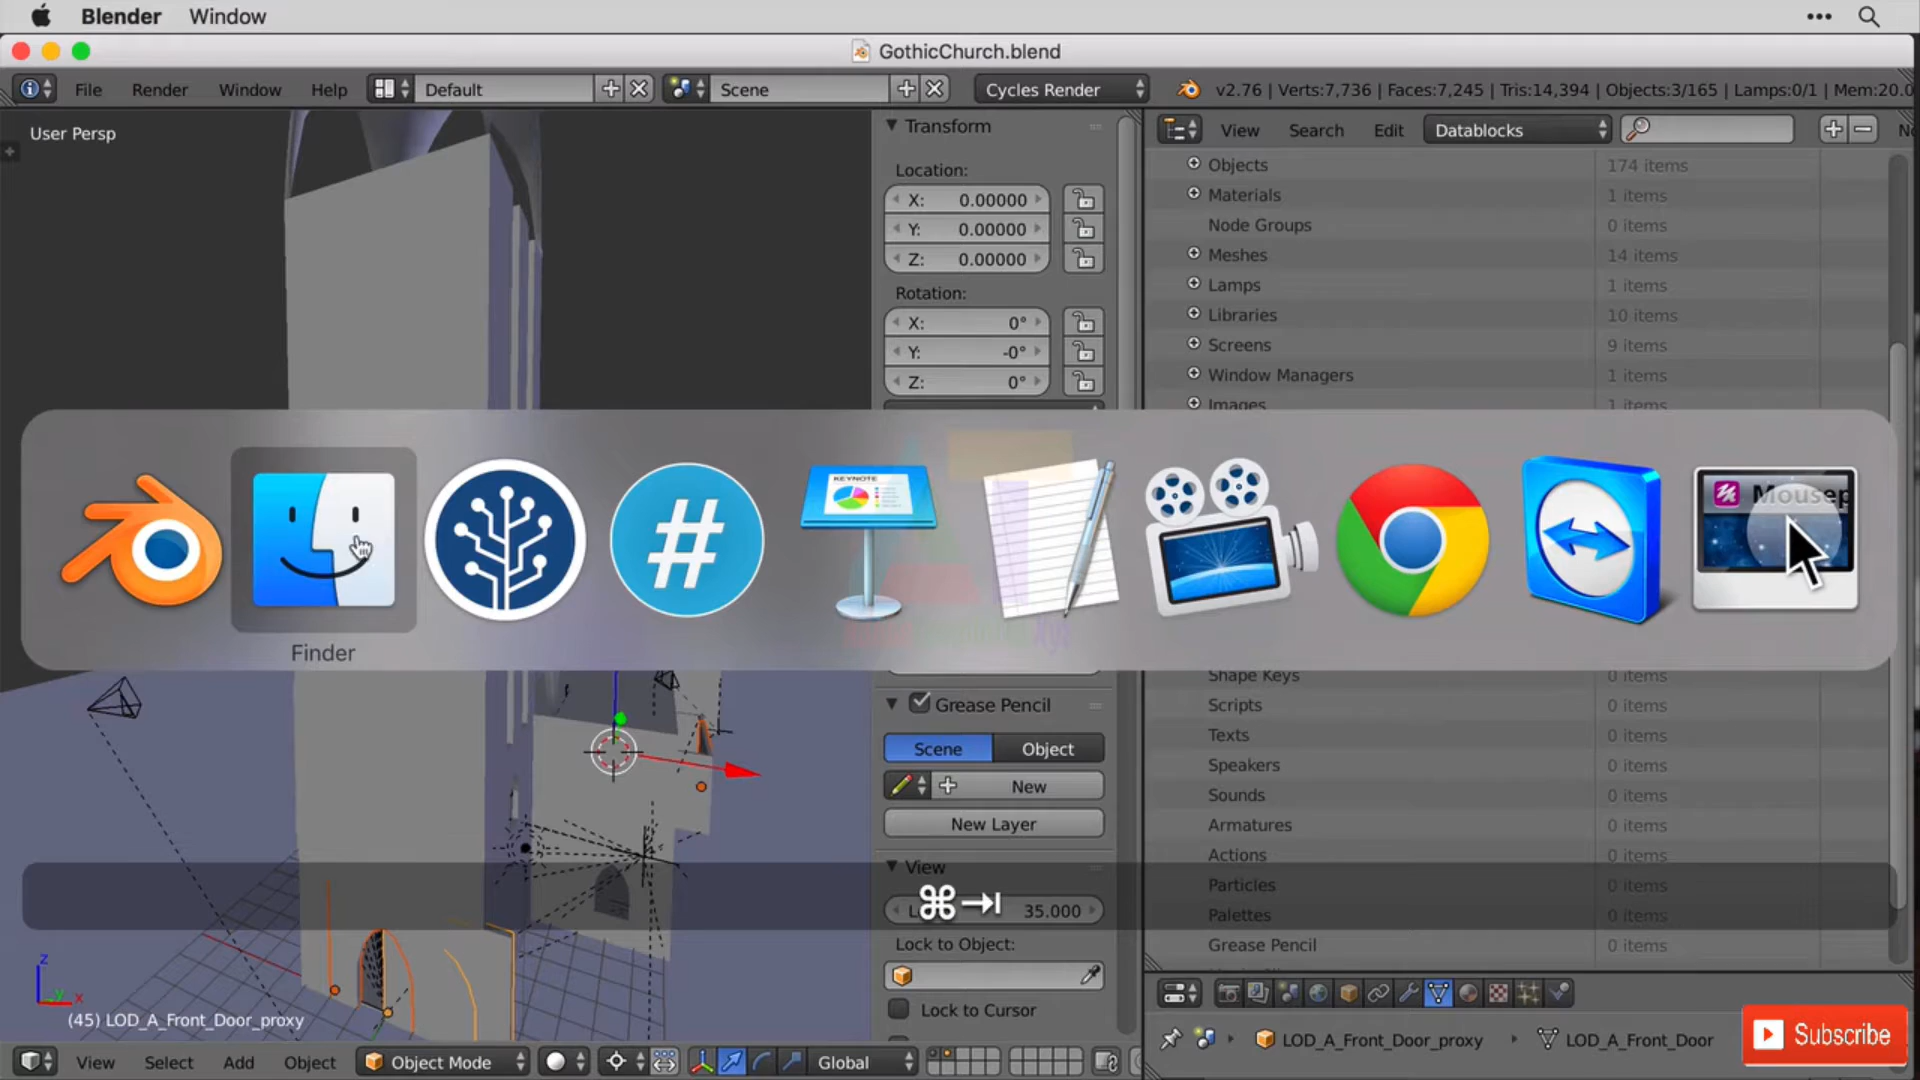 Blender Window
GothicChurch.blend
File Render Window Help Default Scene Cycles Render v2.76 | Verts:7,736 | Faces:7,245 | Tris:14,394 | Objects:3/165 | Lamps:0/1 | Mem:20.0
User Persp
Transform
View Search Edit Datablocks
Location:
X: 0.00000
Y: 0.00000
Z: 0.00000
Rotation:
X: 0°
Y: -0°
Z: 0°
Objects 174 items
Materials 1 items
Node Groups 0 items
Meshes 14 items
Lamps 1 items
Libraries 10 items
Screens 9 items
Window Managers 1 items
Images 1 items
KEYNOTE
Mousep
Finder
Shape Keys 0 items
Scripts 0 items
Texts 0 items
Speakers 0 items
Sounds 0 items
Armatures 0 items
Actions 0 items
Particles 0 items
Palettes 0 items
Grease Pencil 0 items
Grease Pencil
Scene Object
New
New Layer
View
⌘⇥
35.000
Lock to Object:
Lock to Cursor
z
y
x
(45) LOD_A_Front_Door_proxy
LOD_A_Front_Door_proxy LOD_A_Front_Door
Subscribe
View Select Add Object Object Mode Global